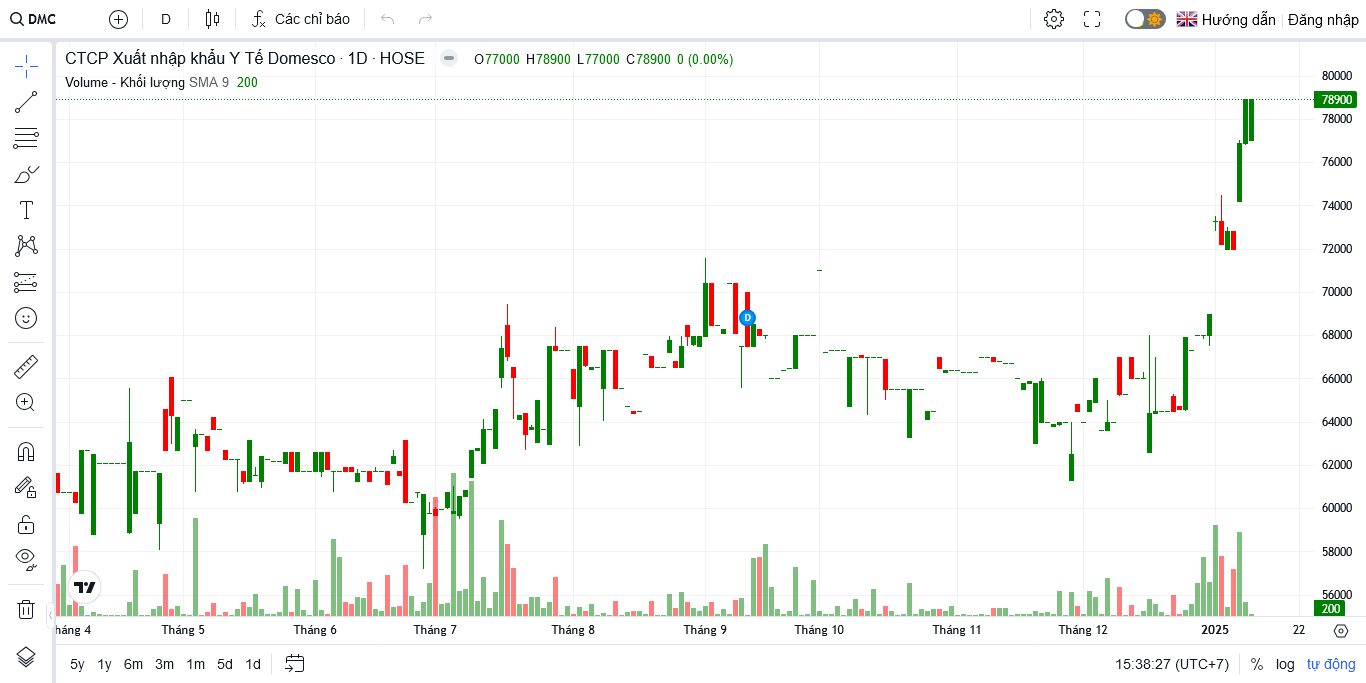 DMC D Các chỉ báo Hướng dẫn Đăng nhập
CTCP Xuất nhập khẩu Y Tế Domesco · 1D · HOSE O77000 H78900 L77000 C78900 0 (0.00%)
Volume - Khối lượng SMA 9 200
80000
78900
78000
76000
74000
72000
70000
D
68000
66000
64000
62000
60000
58000
56000
200
háng 4 Tháng 5 Tháng 6 Tháng 7 Tháng 8 Tháng 9 Tháng 10 Tháng 11 Tháng 12 2025 22
5y 1y 6m 3m 1m 5d 1d 15:38:27 (UTC+7) % log tự động